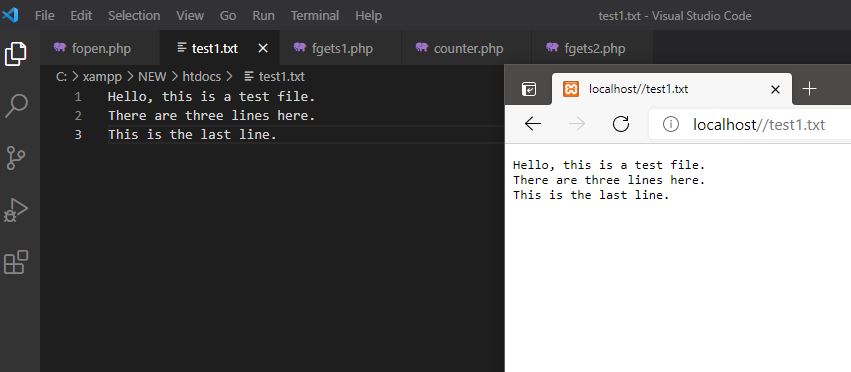 File Edit Selection View Go Run Terminal Help test1.txt - Visual Studio Code
fopen.php test1.txt fgets1.php counter.php fgets2.php
C: > xampp > NEW > htdocs > test1.txt
1 Hello, this is a test file.
2 There are three lines here.
3 This is the last line.
localhost//test1.txt
localhost//test1.txt
Hello, this is a test file.
There are three lines here.
This is the last line.